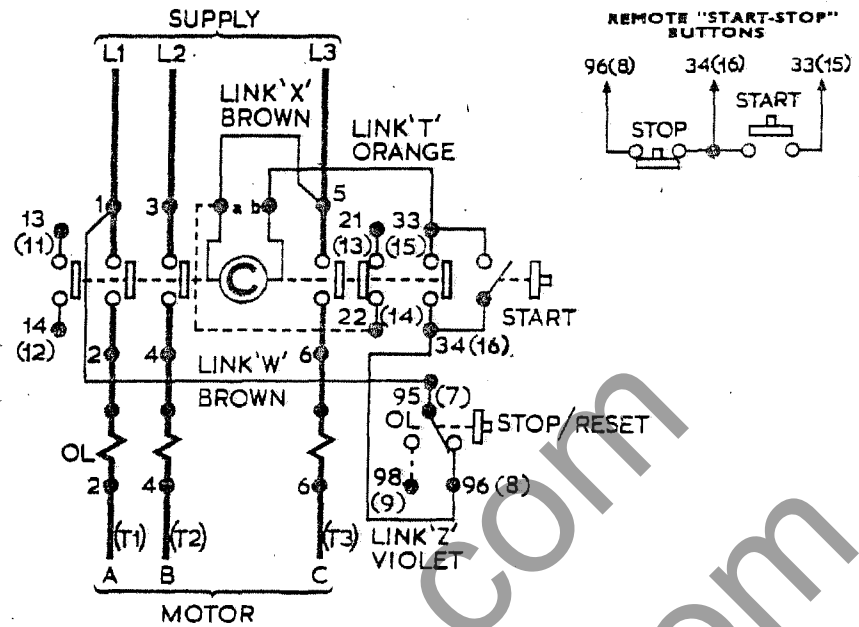 SUPPLY
REMOTE "START-STOP"
BUTTONS
L1 L2 L3
96(8) 34(16) 33(15)
LINK'X'
BROWN
START
STOP
LINK'T'
ORANGE
1 3 a b 5
13
(11)
21
(13)
33
(15)
C
14
(12)
22
(14)
START
34(16)
2 4 6
LINK'W'
BROWN
95(7)
OL
STOP/RESET
OL
2 4 6
98
(9)
96(8)
(T1) (T2) (T3)
LINK'Z'
VIOLET
A B C
MOTOR
com
om